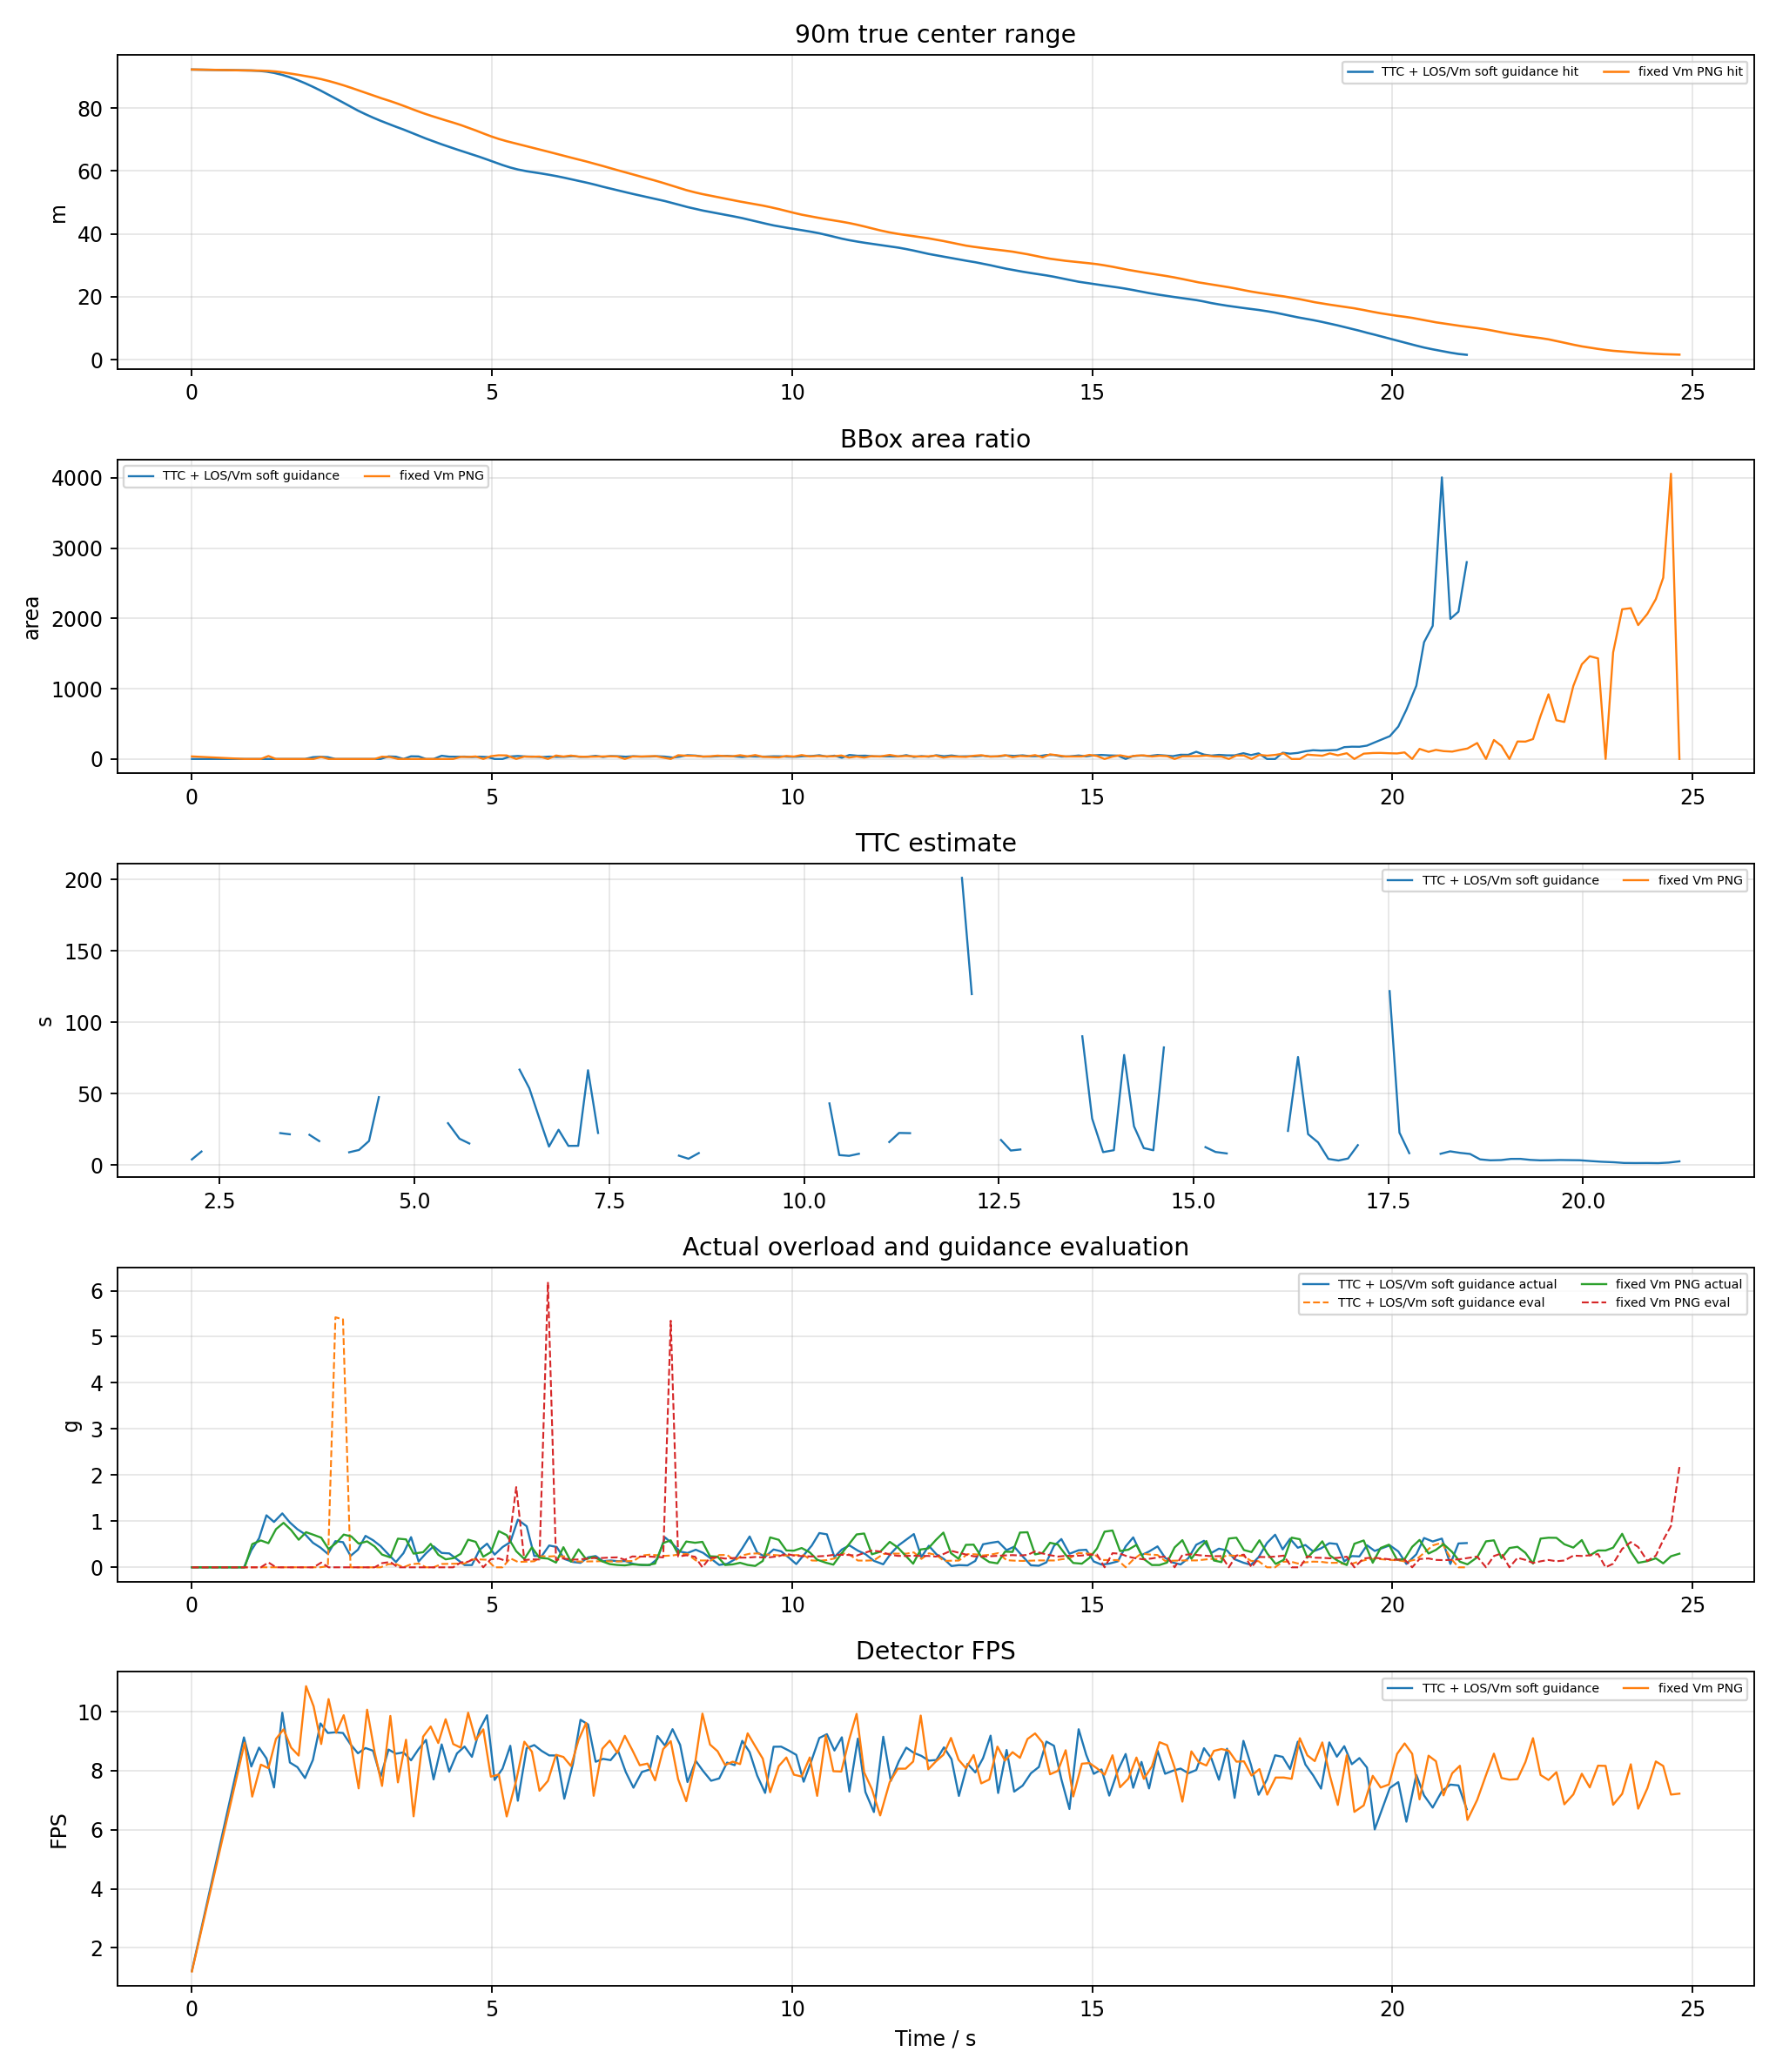 90m true center range
TTC + LOS/Vm soft guidance hit fixed Vm PNG hit
80
60
40
20
0
m
0 5 10 15 20 25
BBox area ratio
TTC + LOS/Vm soft guidance fixed Vm PNG
4000
3000
2000
1000
0
area
0 5 10 15 20 25
TTC estimate
TTC + LOS/Vm soft guidance fixed Vm PNG
200
150
100
50
0
s
2.5 5.0 7.5 10.0 12.5 15.0 17.5 20.0
Actual overload and guidance evaluation
TTC + LOS/Vm soft guidance actual fixed Vm PNG actual
TTC + LOS/Vm soft guidance eval fixed Vm PNG eval
6
5
4
3
2
1
0
g
0 5 10 15 20 25
Detector FPS
TTC + LOS/Vm soft guidance fixed Vm PNG
10
8
6
4
2
FPS
0 5 10 15 20 25
Time / s